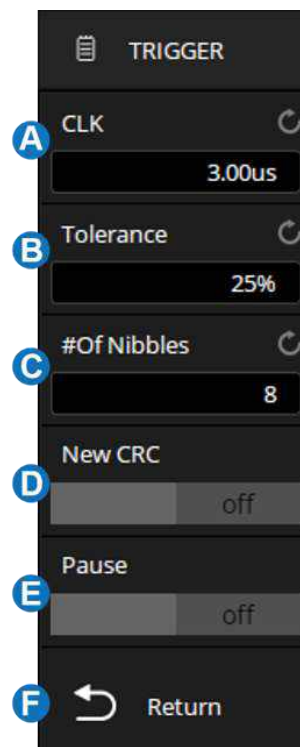 TRIGGER
A
CLK
3.00us
B
Tolerance
25%
C
#Of Nibbles
8
D
New CRC
off
E
Pause
off
F
Return